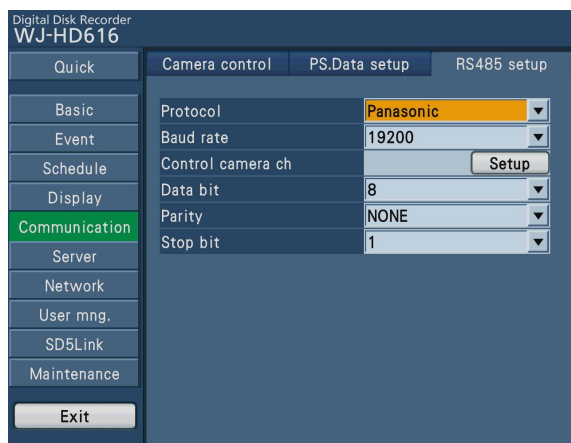 Digital Disk Recorder
WJ-HD616
Quick
Camera control PS.Data setup RS485 setup
Basic
Event
Schedule
Display
Communication
Server
Network
User mng.
SD5Link
Maintenance
Exit
Protocol Panasonic
Baud rate 19200
Control camera ch Setup
Data bit 8
Parity NONE
Stop bit 1